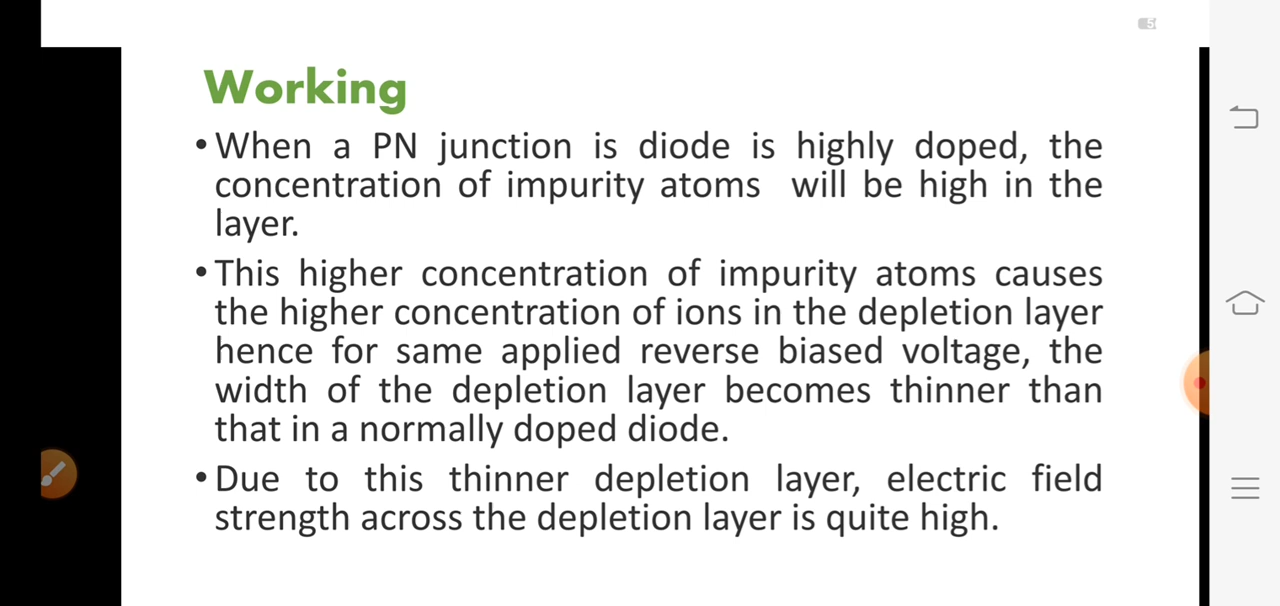 5
Working
•When a PN junction is diode is highly doped, the
concentration of impurity atoms will be high in the
layer.
•This higher concentration of impurity atoms causes
the higher concentration of ions in the depletion layer
hence for same applied reverse biased voltage, the
width of the depletion layer becomes thinner than
that in a normally doped diode.
•Due to this thinner depletion layer, electric field
strength across the depletion layer is quite high.